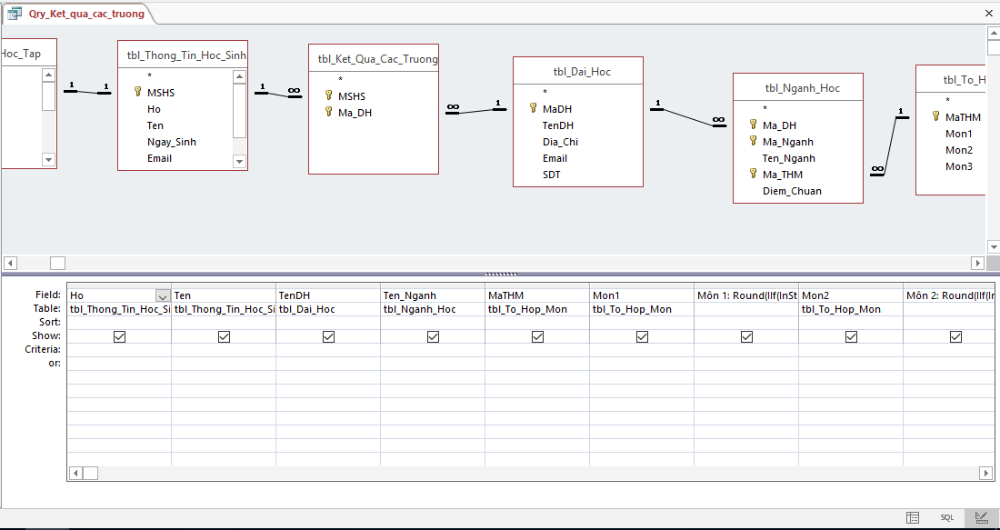 Qry_Ket_qua_cac_truong
Hoc_Tap
1
1
tbl_Thong_Tin_Hoc_Sinh
*
MSHS
Ho
Ten
Ngay_Sinh
Email
1
∞
tbl_Ket_Qua_Cac_Truong
*
MSHS
Ma_DH
∞
1
tbl_Dai_Hoc
*
MaDH
TenDH
Dia_Chi
Email
SDT
1
∞
tbl_Nganh_Hoc
*
Ma_DH
Ma_Nganh
Ten_Nganh
Ma_THM
Diem_Chuan
∞
1
tbl_To_H
*
MaTHM
Mon1
Mon2
Mon3
Field: Ho Ten TenDH Ten_Nganh MaTHM Mon1 Môn 1: Round(IIf(InSt Mon2 Môn 2: Round(IIf(InSt
Table: tbl_Thong_Tin_Hoc_Si tbl_Thong_Tin_Hoc_Si tbl_Dai_Hoc tbl_Nganh_Hoc tbl_To_Hop_Mon tbl_To_Hop_Mon tbl_To_Hop_Mon
Sort:
Show:
Criteria:
or:
SQL